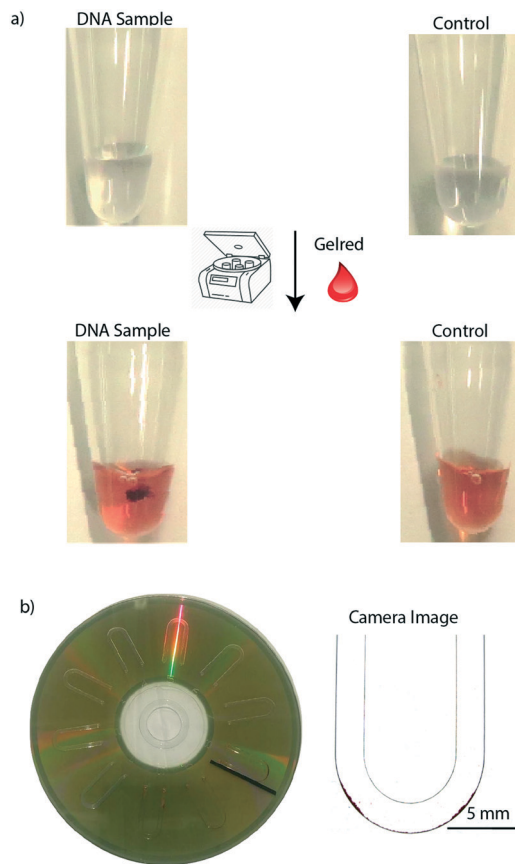 a)
DNA Sample
Control
Gelred
DNA Sample
Control
b)
Camera Image
5 mm